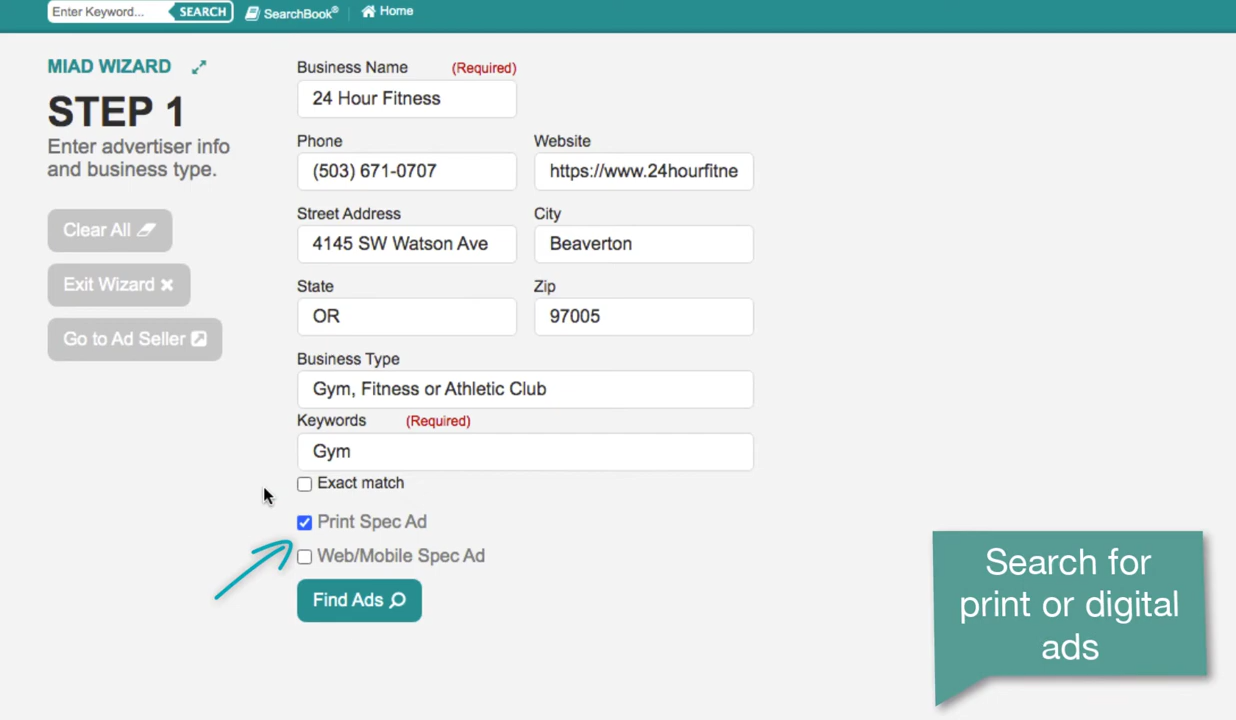 Enter Keyword... SEARCH SearchBook® Home
MIAD WIZARD
STEP 1
Enter advertiser info
and business type.
Clear All
Exit Wizard
Go to Ad Seller
Business Name (Required)
24 Hour Fitness
Phone Website
(503) 671-0707 https://www.24hourfitne
Street Address City
4145 SW Watson Ave Beaverton
State Zip
OR 97005
Business Type
Gym, Fitness or Athletic Club
Keywords (Required)
Gym
Exact match
Print Spec Ad
Web/Mobile Spec Ad
Find Ads
Search for
print or digital
ads